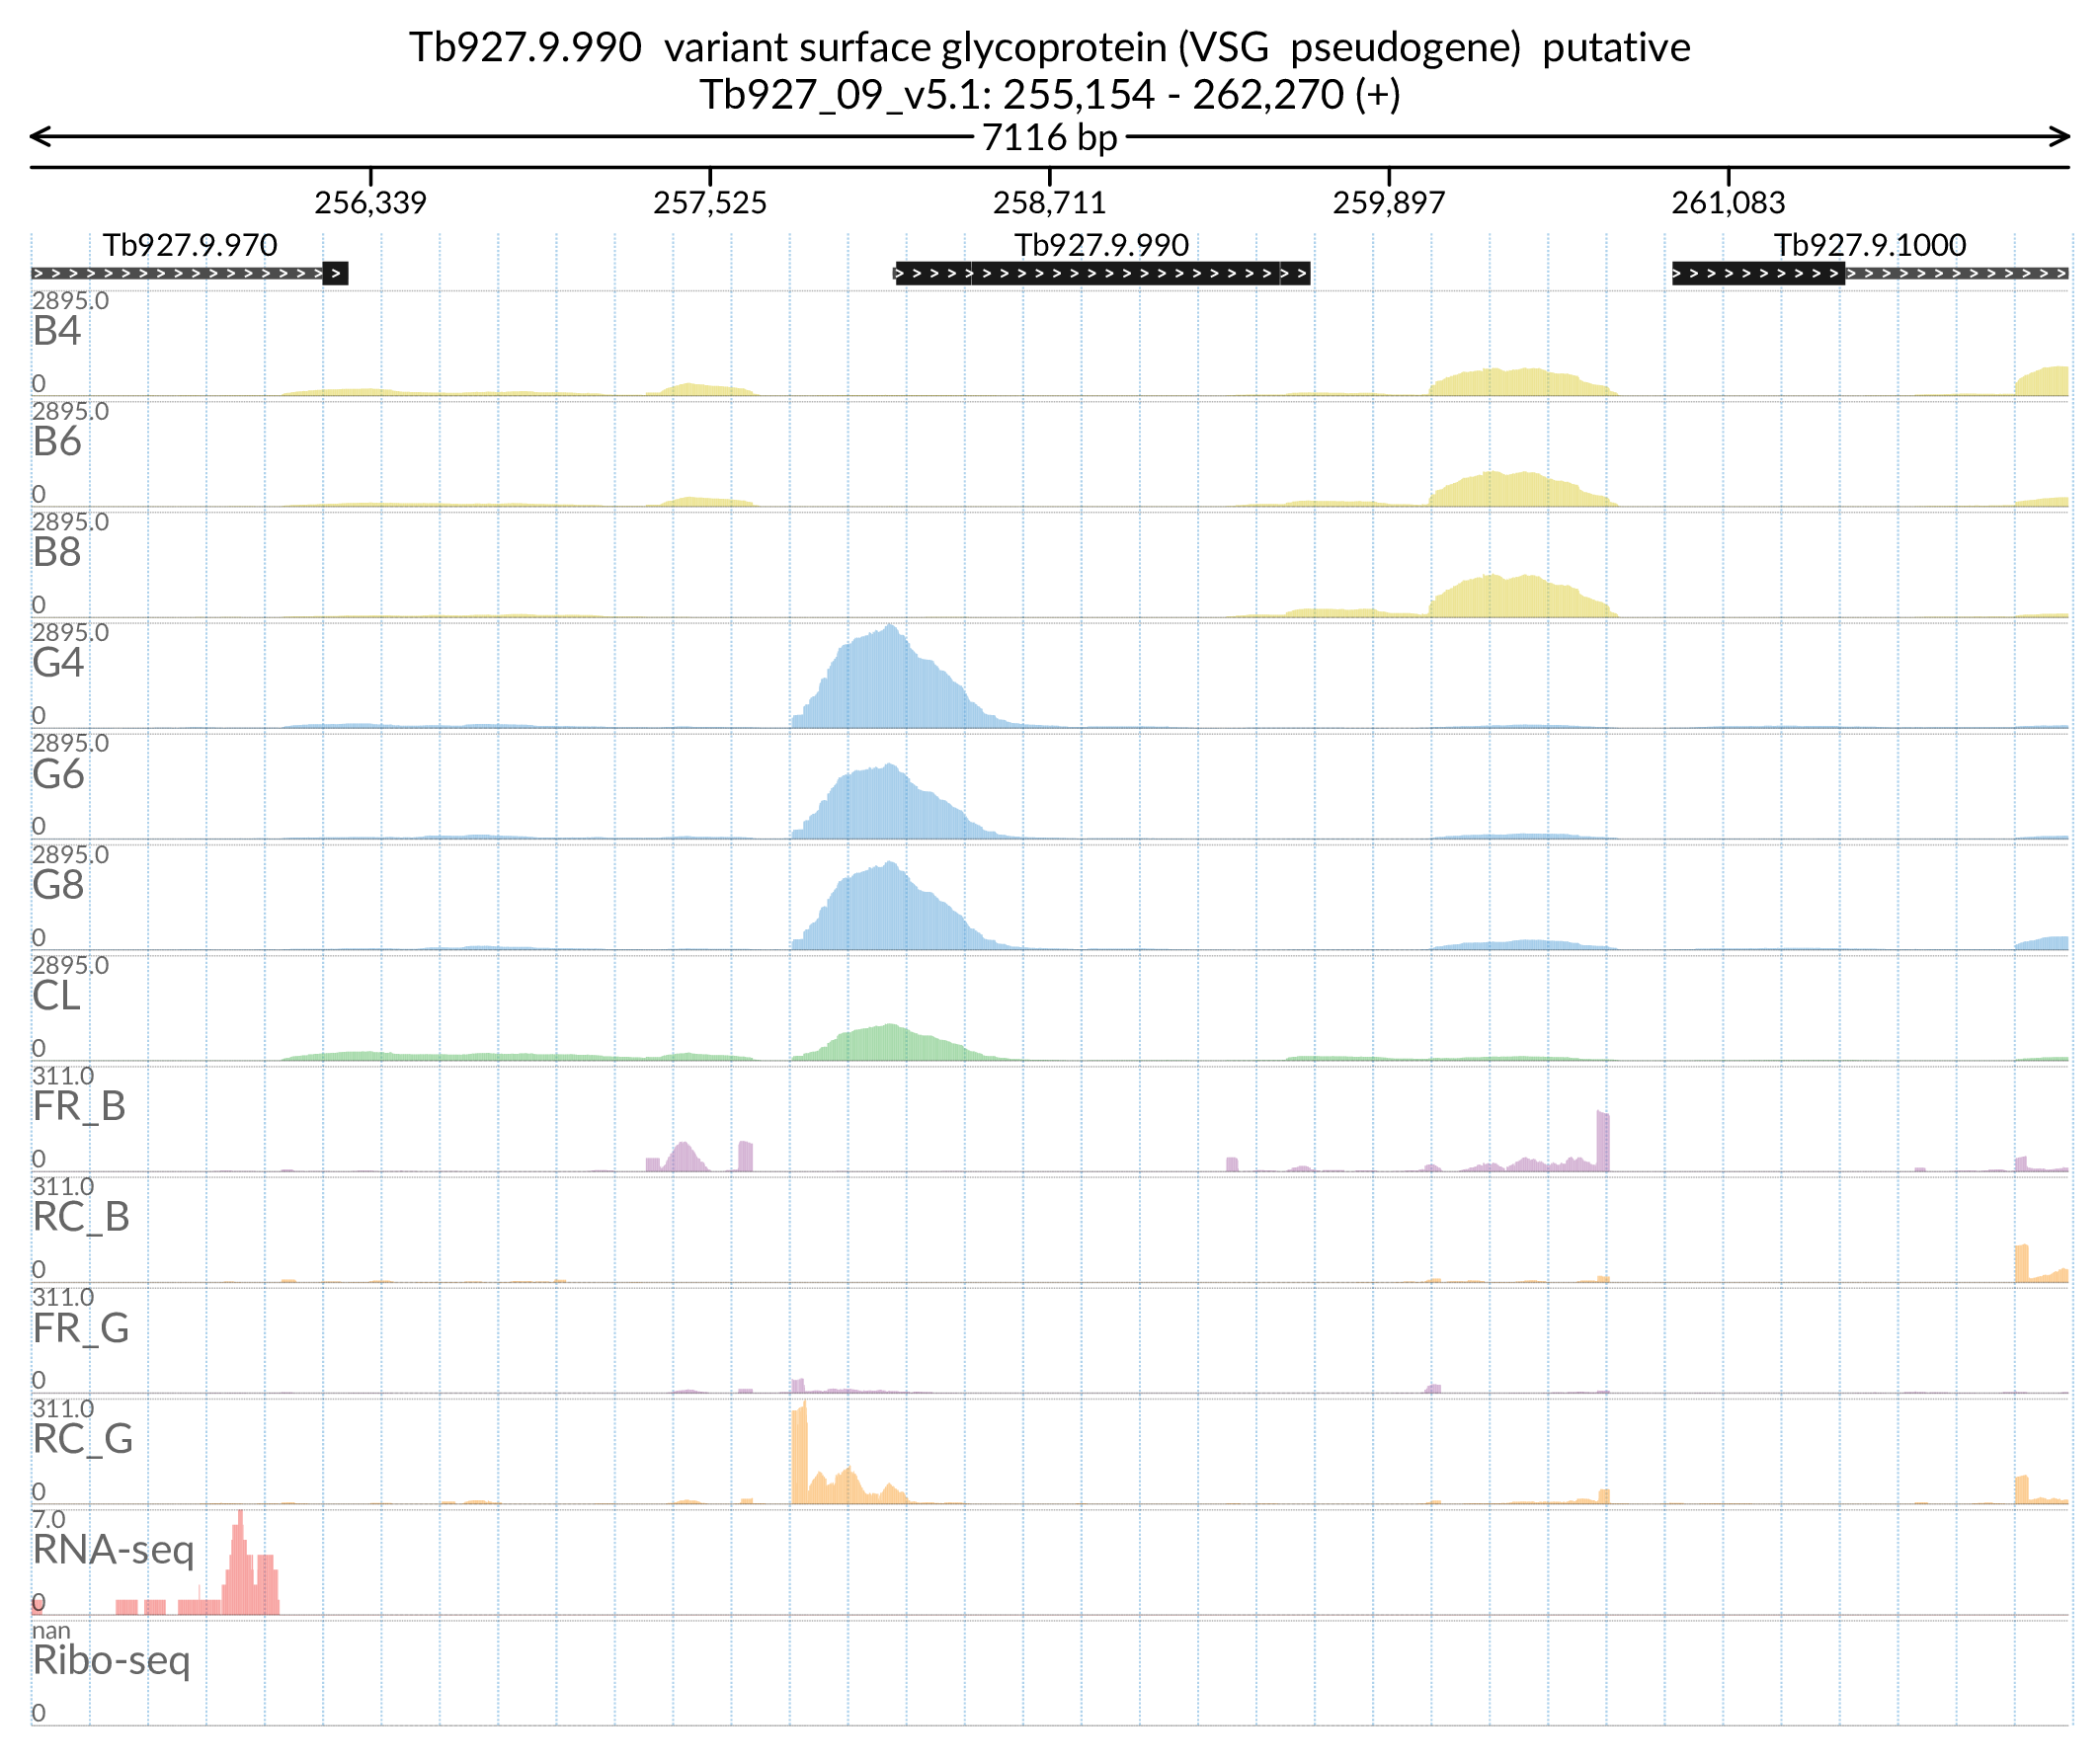 Tb927.9.990  variant surface glycoprotein (VSG  pseudogene)  putative
Tb927_09_v5.1: 255,154 - 262,270 (+)
7116 bp
256,339 257,525 258,711 259,897 261,083
Tb927.9.970 Tb927.9.990 Tb927.9.1000
2895.0
B4
0
2895.0
B6
0
2895.0
B8
0
2895.0
G4
0
2895.0
G6
0
2895.0
G8
0
2895.0
CL
0
311.0
FR_B
0
311.0
RC_B
0
311.0
FR_G
0
311.0
RC_G
0
7.0
RNA-seq
0
nan
Ribo-seq
0